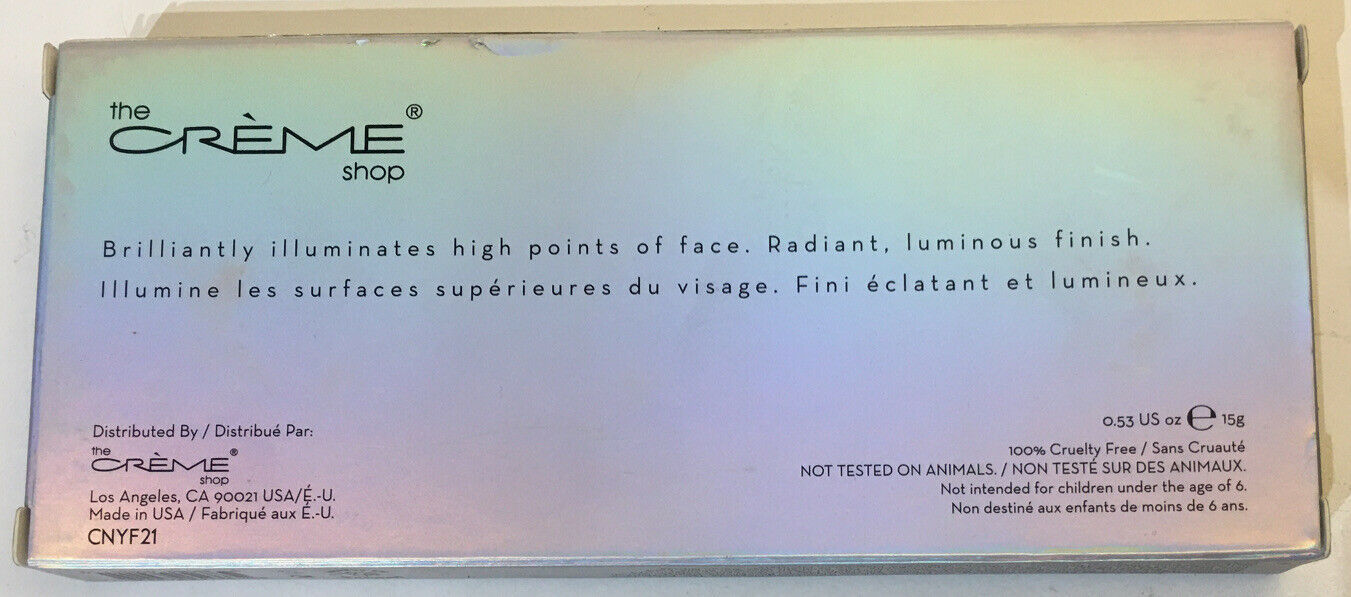 the
CRÈME®
shop
Brilliantly illuminates high points of face. Radiant, luminous finish.
Illumine les surfaces supérieures du visage. Fini éclatant et lumineux.
Distributed By / Distribué Par:
the
CRÈME®
shop
Los Angeles, CA 90021 USA/É.-U.
Made in USA / Fabriqué aux É.-U.
CNYF21
0.53 US oz ℮ 15g
100% Cruelty Free / Sans Cruauté
NOT TESTED ON ANIMALS. / NON TESTÉ SUR DES ANIMAUX.
Not intended for children under the age of 6.
Non destiné aux enfants de moins de 6 ans.